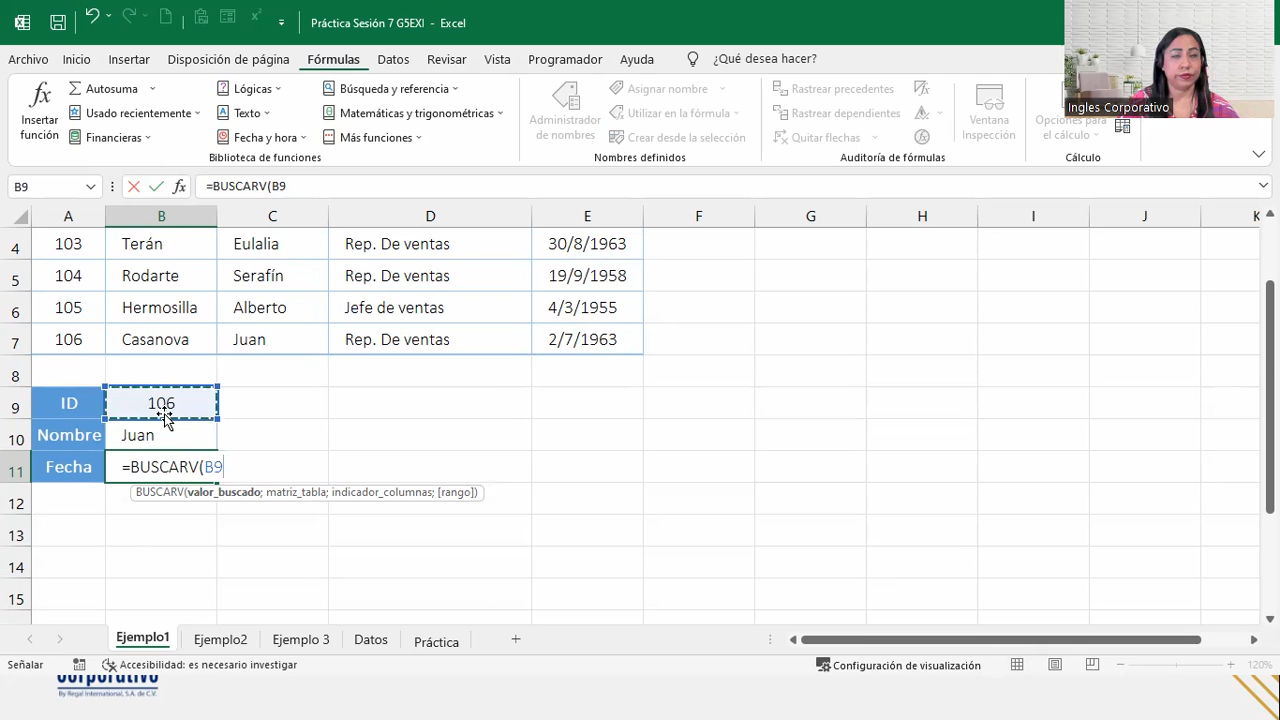 Práctica Sesión 7 G5EXI - Excel
Archivo Inicio Insertar Disposición de página Fórmulas Datos Revisar Programador Ayuda ¿Qué desea hacer?
Ingles Corporativo
fx Insertar función
Autosuma
Usado recientemente
Financieras
Lógicas
Texto
Fecha y hora
Búsqueda y referencia
Matemáticas y trigonométricas
Más funciones
Biblioteca de funciones
Administrador de nombres
Asignar nombre
Utilizar en la fórmula
Crear desde la selección
Nombres definidos
Rastrear precedentes
Rastrear dependientes
Quitar flechas
Auditoría de fórmulas
Ventana Inspección
Opciones para el cálculo
Cálculo
B9 fx =BUSCARV(B9
A B C D E F G H I J K
4 103 Terán Eulalia Rep. De ventas 30/8/1963
5 104 Rodarte Serafín Rep. De ventas 19/9/1958
6 105 Hermosilla Alberto Jefe de ventas 4/3/1955
7 106 Casanova Juan Rep. De ventas 2/7/1963
8
9 ID 106
10 Nombre Juan
11 Fecha =BUSCARV(B9
BUSCARV(valor_buscado; matriz_tabla; indicador_columnas; [rango])
12
13
14
15
Ejemplo1 Ejemplo2 Ejemplo 3 Datos Práctica
Señalar Accesibilidad: es necesario investigar Configuración de visualización 120%
Corporativo
By Regal International, S.A. de C.V.